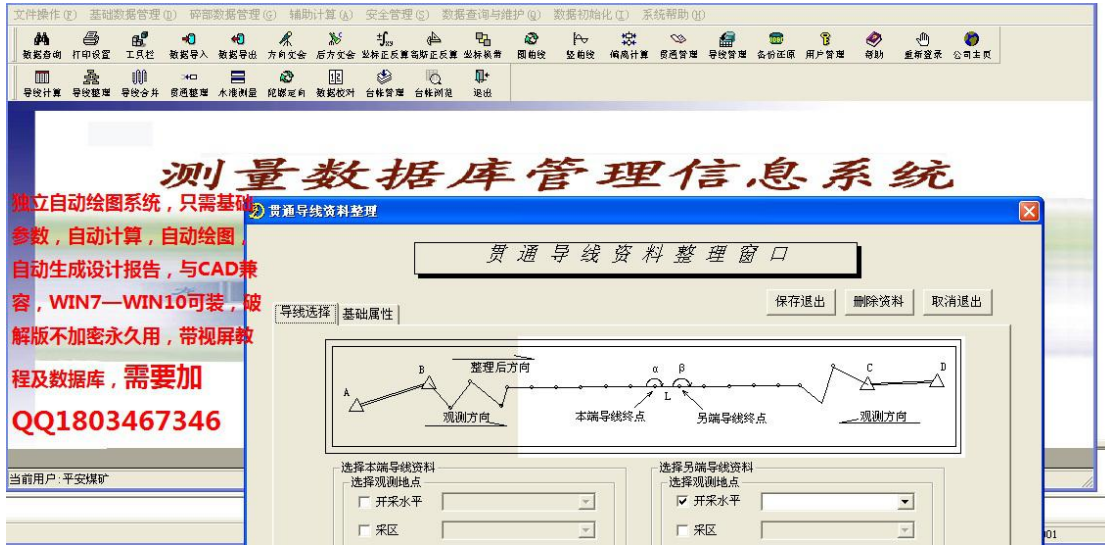 文件操作(F) 基础数据管理(D) 碎部数据管理(G) 辅助计算(A) 安全管理(S) 数据查询与维护(Q) 数据初始化(I) 系统帮助(H)
数据查询 打印设置 工具栏 数据导入 数据导出 方向交会 后方交会 坐标正反算 高斯正反算 坐标换带 圆曲线 竖曲线 偏离计算 贯通管理 导线管理 备份还原 用户管理 帮助 重新登录 公司主页
导线计算 导线整理 导线合并 贯通整理 水准测量 陀螺定向 数据校对 台帐管理 台帐浏览 退出
测量数据库管理信息系统
独立自动绘图系统，只需基础
参数，自动计算，自动绘图，
自动生成设计报告，与CAD兼
容，WIN7—WIN10可装，破
解版不加密永久用，带视屏教
程及数据库，需要加
QQ1803467346
当前用户:平安煤矿
贯通导线资料整理
贯通导线资料整理窗口
保存退出 删除资料 取消退出
导线选择 基础属性
A B 整理后方向 α β C D
L
观测方向 本端导线终点 另端导线终点 观测方向
选择本端导线资料 选择另端导线资料
选择观测地点 选择观测地点
开采水平 开采水平
采区 采区
001